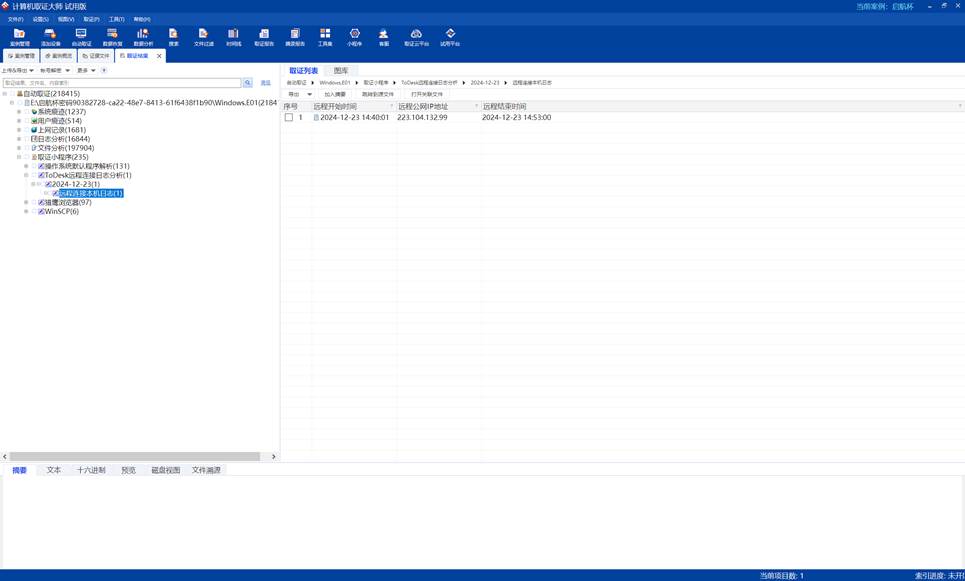 计算机取证大师 试用版
当前案例: 启航杯
文件(F) 设置(S) 视图(V) 取证(P) 工具(T) 帮助(H)
案例管理 添加设备 自动取证 数据恢复 数据分析 搜索 文件过滤 时间线 取证报告 摘录报告 工具集 小程序 客服 取证云平台 试用平台
案例管理 案例概览 证据文件 取证结果
上传&导出 帐号解密 更多
取证结果、文件名、内容索引 高级
自动取证(218415)
E:\启航杯密码90382728-ca22-48e7-8413-61f6438f1b90\Windows.E01(2184
系统痕迹(1237)
用户痕迹(514)
上网记录(1681)
日志分析(16844)
文件分析(197904)
取证小程序(235)
操作系统默认程序解析(131)
ToDesk远程连接日志分析(1)
2024-12-23(1)
远程连接本机日志(1)
猎鹰浏览器(97)
WinSCP(6)
取证列表 图库
自动取证 Windows.E01 取证小程序 ToDesk远程连接日志分析 2024-12-23 远程连接本机日志
导出 加入摘要 跳转到源文件 打开关联文件
序号 远程开始时间 远程公网IP地址 远程结束时间
1 2024-12-23 14:40:01 223.104.132.99 2024-12-23 14:53:00
摘要 文本 十六进制 预览 磁盘视图 文件溯源
当前项目数: 1 索引进度: 未开